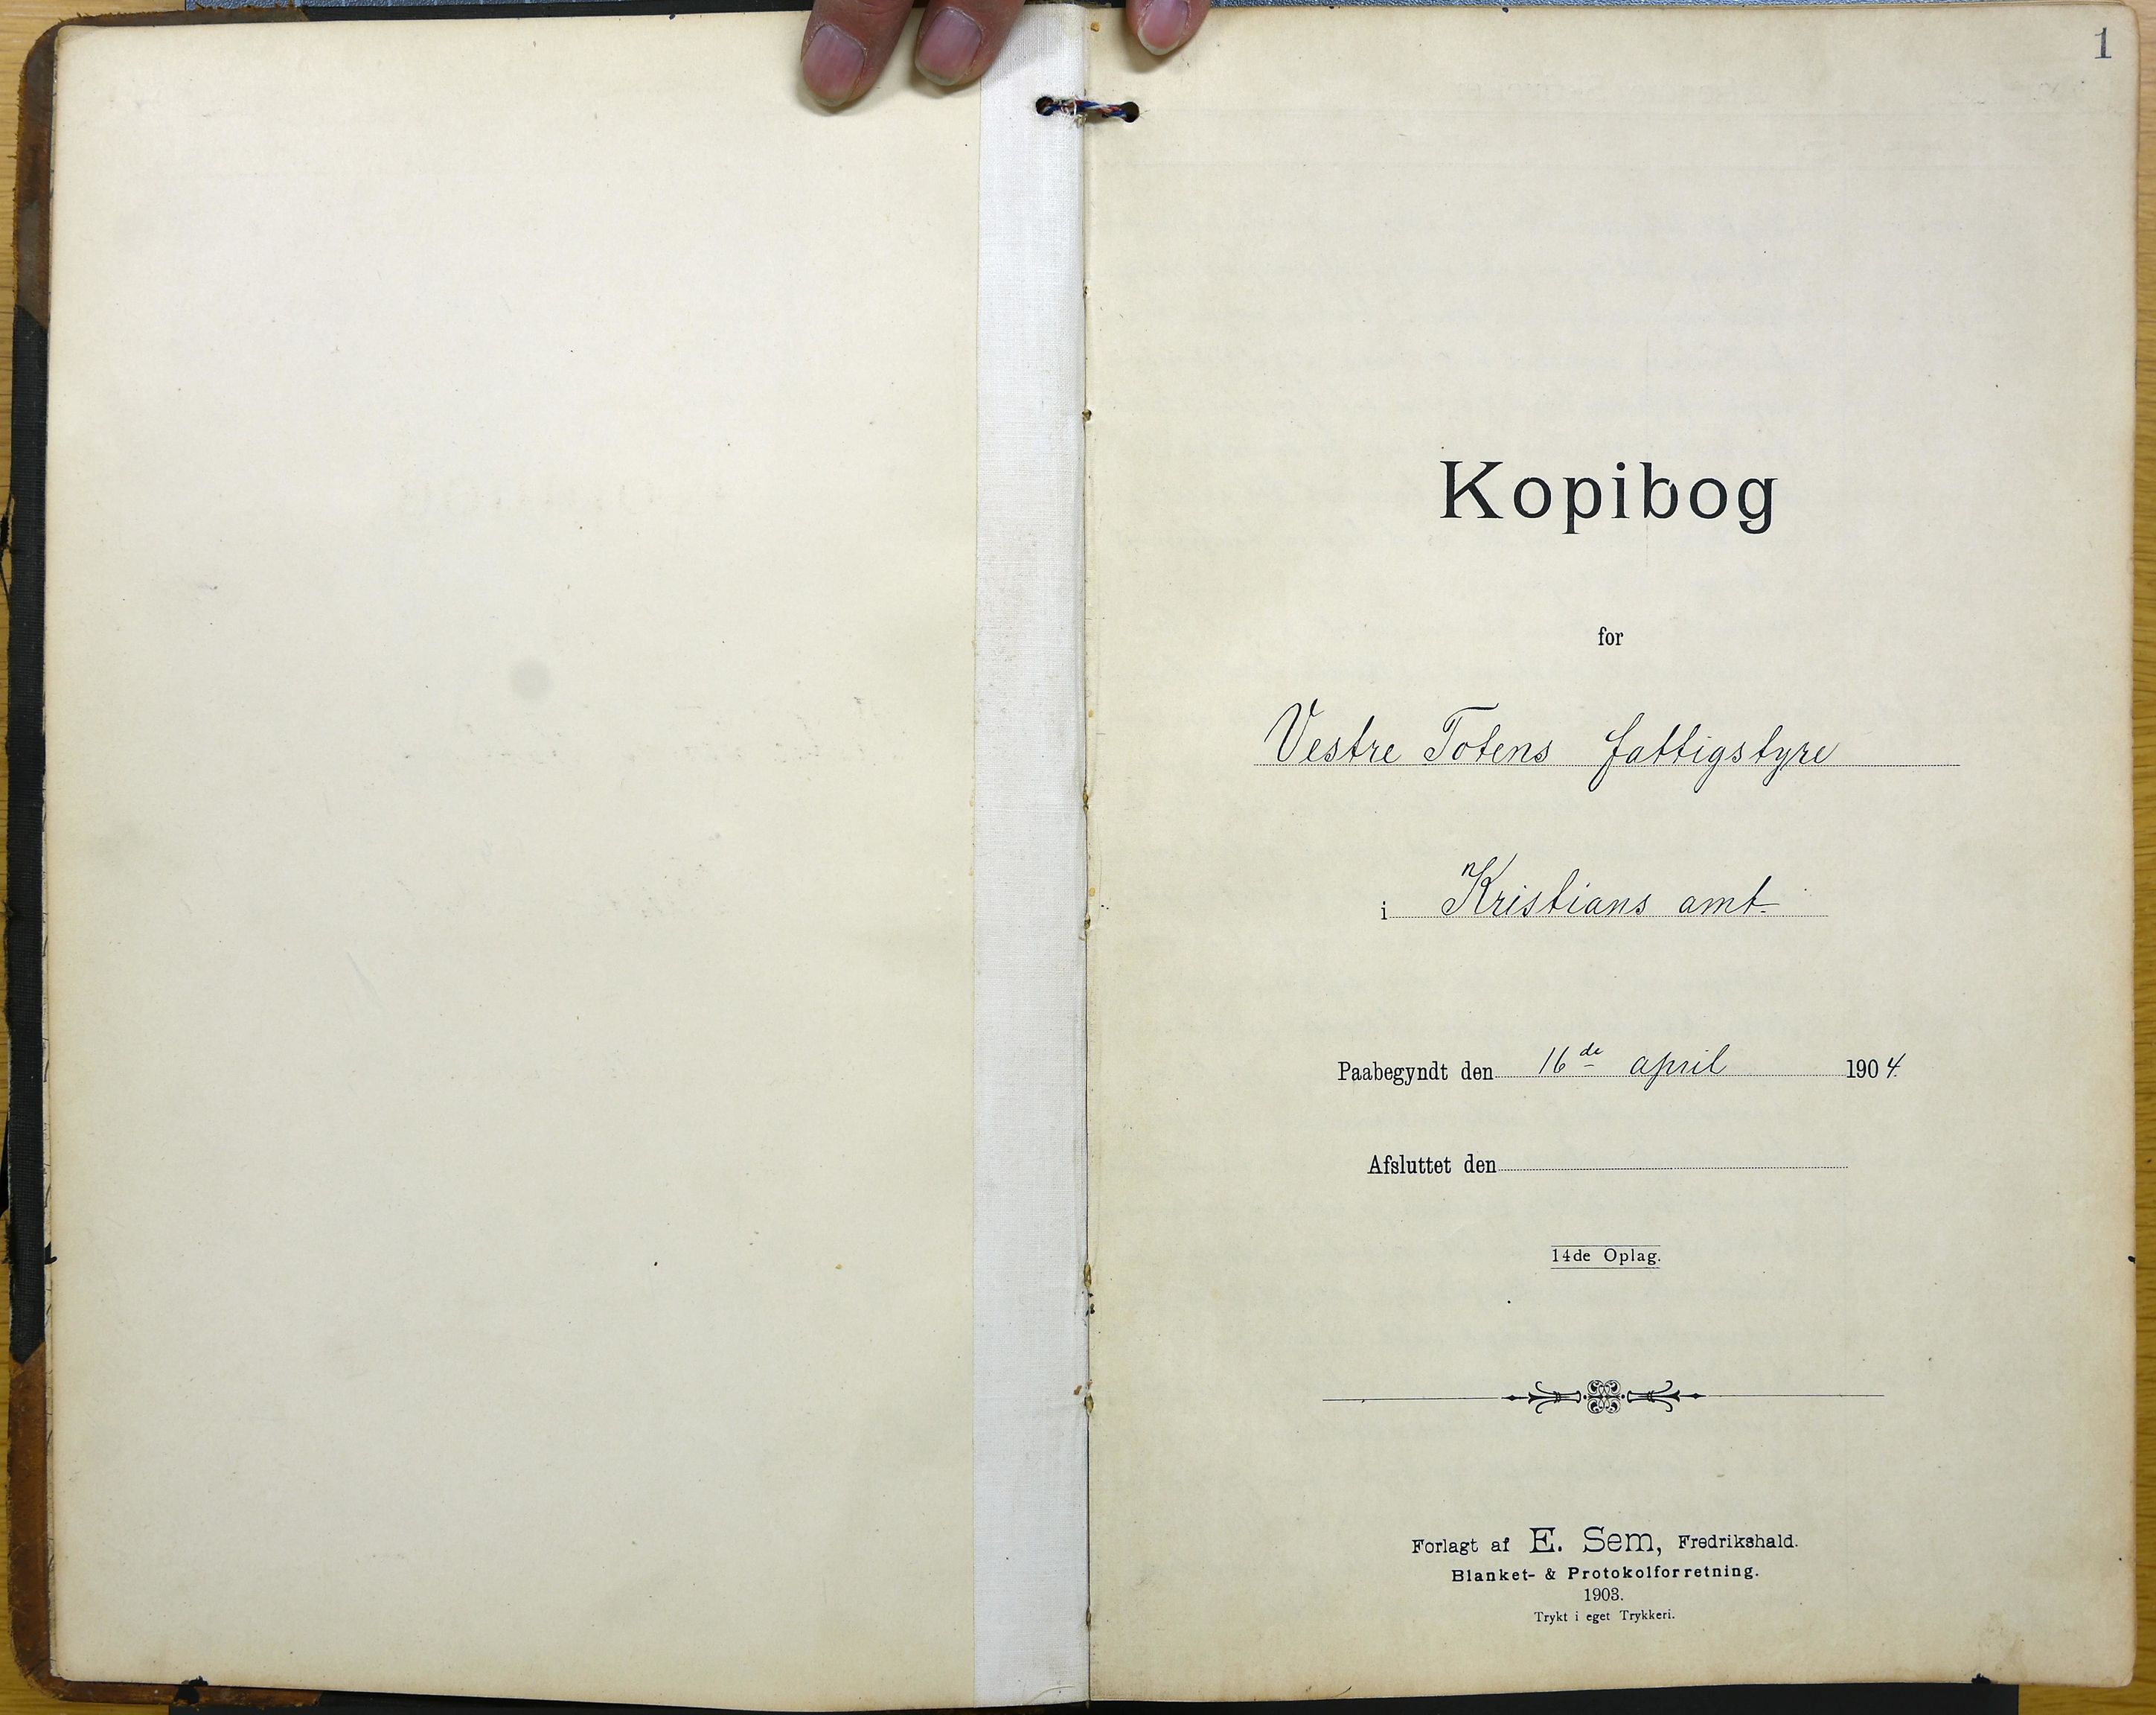 1
Kopibog
for
Vestre Totens fattigstyre
i Kristians amt.
Paabegyndt den 16de april 1904.
Afsluttet den
14de Oplag.
Forlagt af E. Sem, Fredrikshald.
Blanket- & Protokolforretning.
1903.
Trykt i eget Trykkeri.